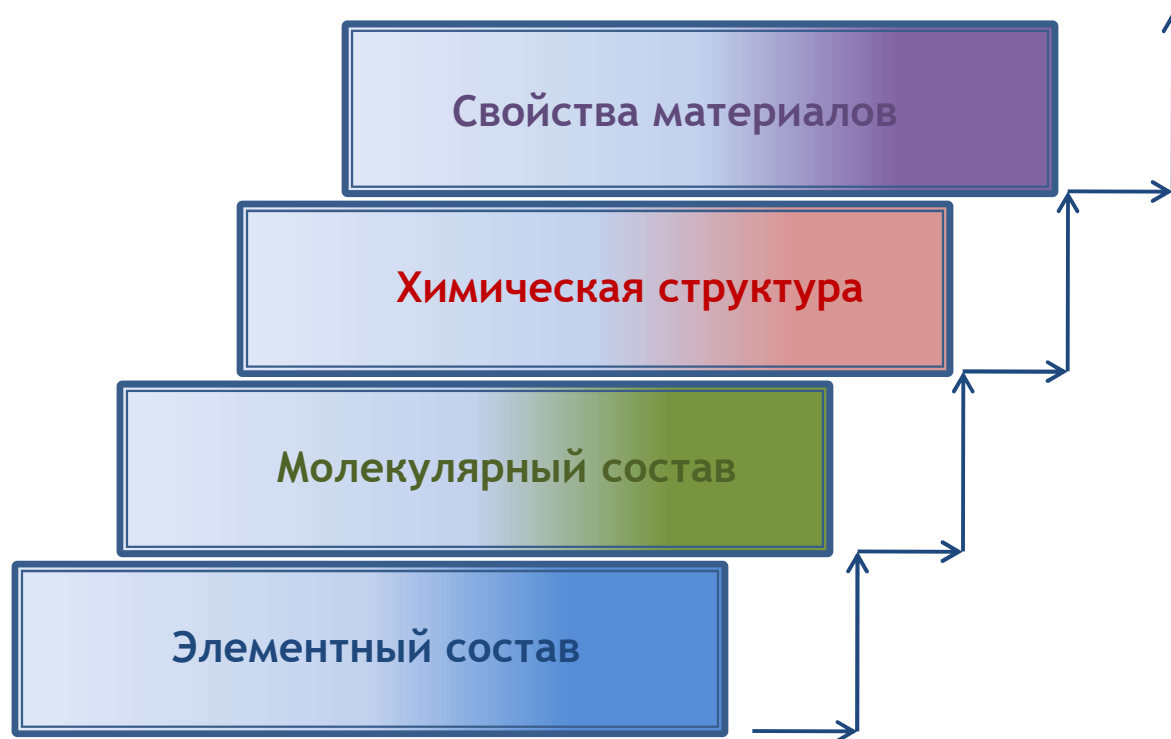 Свойства материалов
Химическая структура
Молекулярный состав
Элементный состав